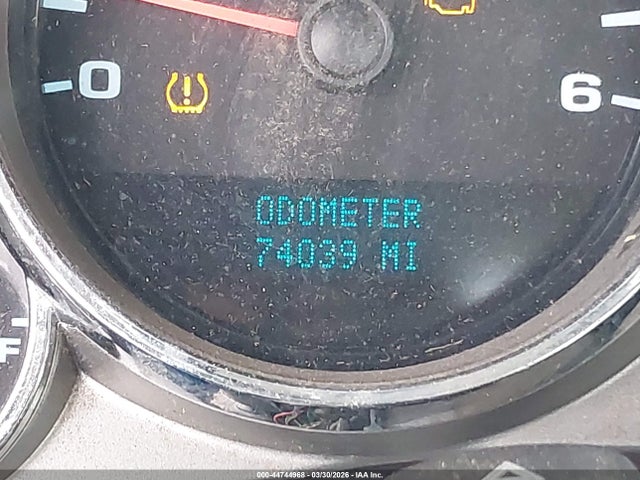 0
6
ODOMETER
74039 MI
F
000-44744968 - 03/30/2026 - IAA Inc.